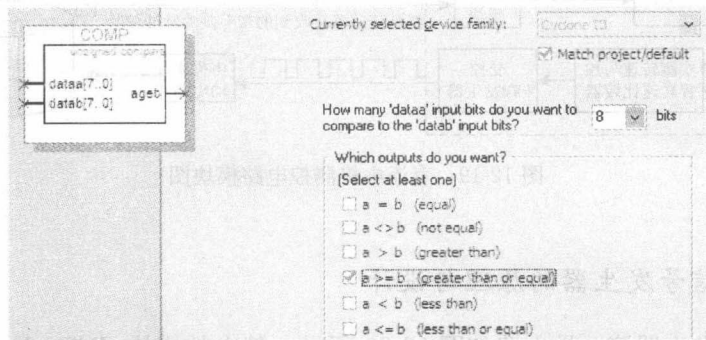 COMP
unsigned compare
dataa[7..0]
datab[7..0]
ageb
Currently selected device family:
Match project/default
How many 'dataa' input bits do you want to
compare to the 'datab' input bits?
8
bits
Which outputs do you want?
[Select at least one]
a = b (equal)
a <> b (not equal)
a > b (greater than)
a >= b (greater than or equal)
a < b (less than)
a <= b (less than or equal)